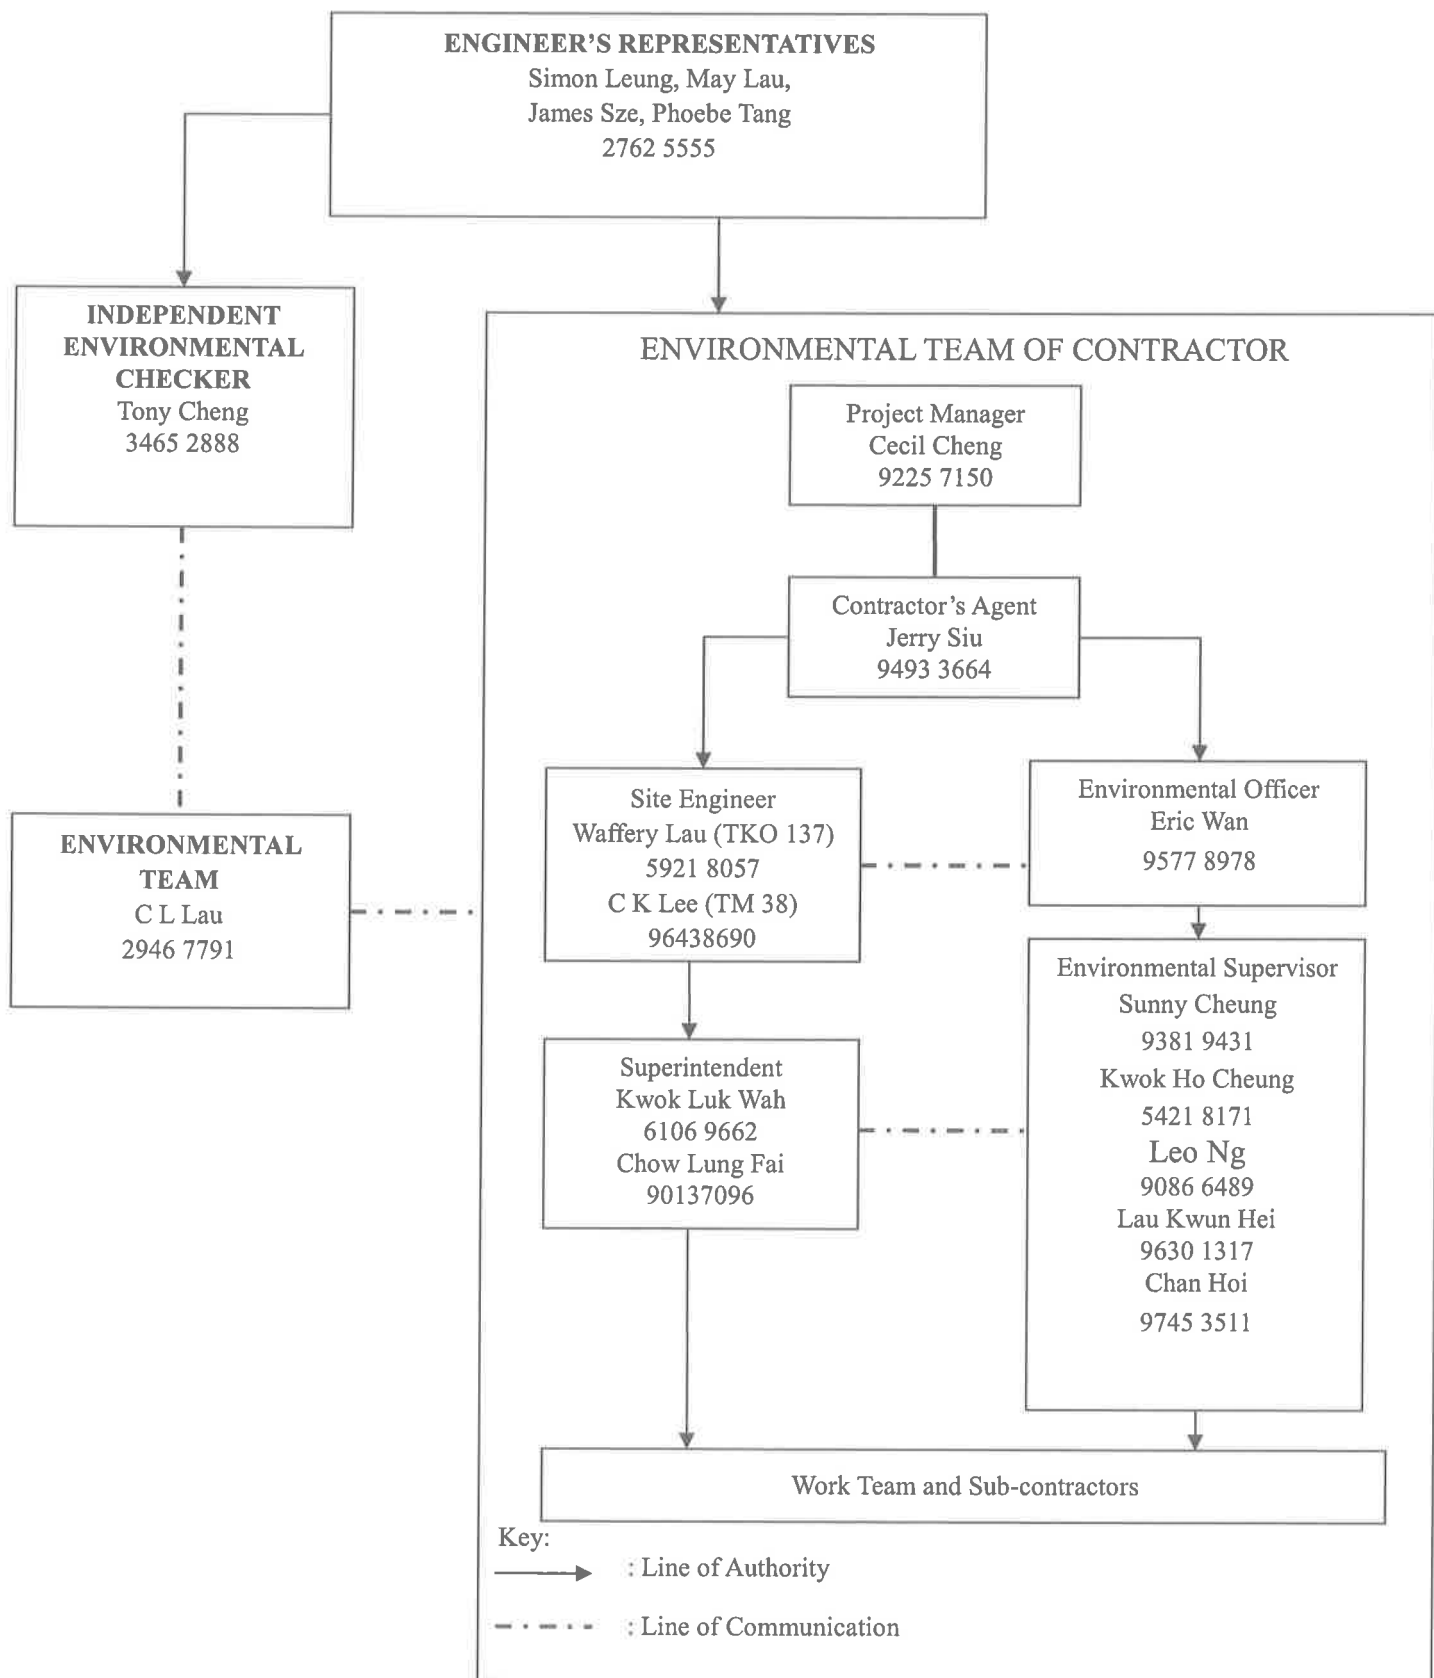 ENGINEER'S REPRESENTATIVES
Simon Leung, May Lau,
James Sze, Phoebe Tang
2762 5555
INDEPENDENT
ENVIRONMENTAL
CHECKER
Tony Cheng
3465 2888
ENVIRONMENTAL
TEAM
C L Lau
2946 7791
ENVIRONMENTAL TEAM OF CONTRACTOR
Project Manager
Cecil Cheng
9225 7150
Contractor's Agent
Jerry Siu
9493 3664
Site Engineer
Waffery Lau (TKO 137)
5921 8057
C K Lee (TM 38)
96438690
Environmental Officer
Eric Wan
9577 8978
Superintendent
Kwok Luk Wah
6106 9662
Chow Lung Fai
90137096
Environmental Supervisor
Sunny Cheung
9381 9431
Kwok Ho Cheung
5421 8171
Leo Ng
9086 6489
Lau Kwun Hei
9630 1317
Chan Hoi
9745 3511
Work Team and Sub-contractors
Key:
: Line of Authority
: Line of Communication